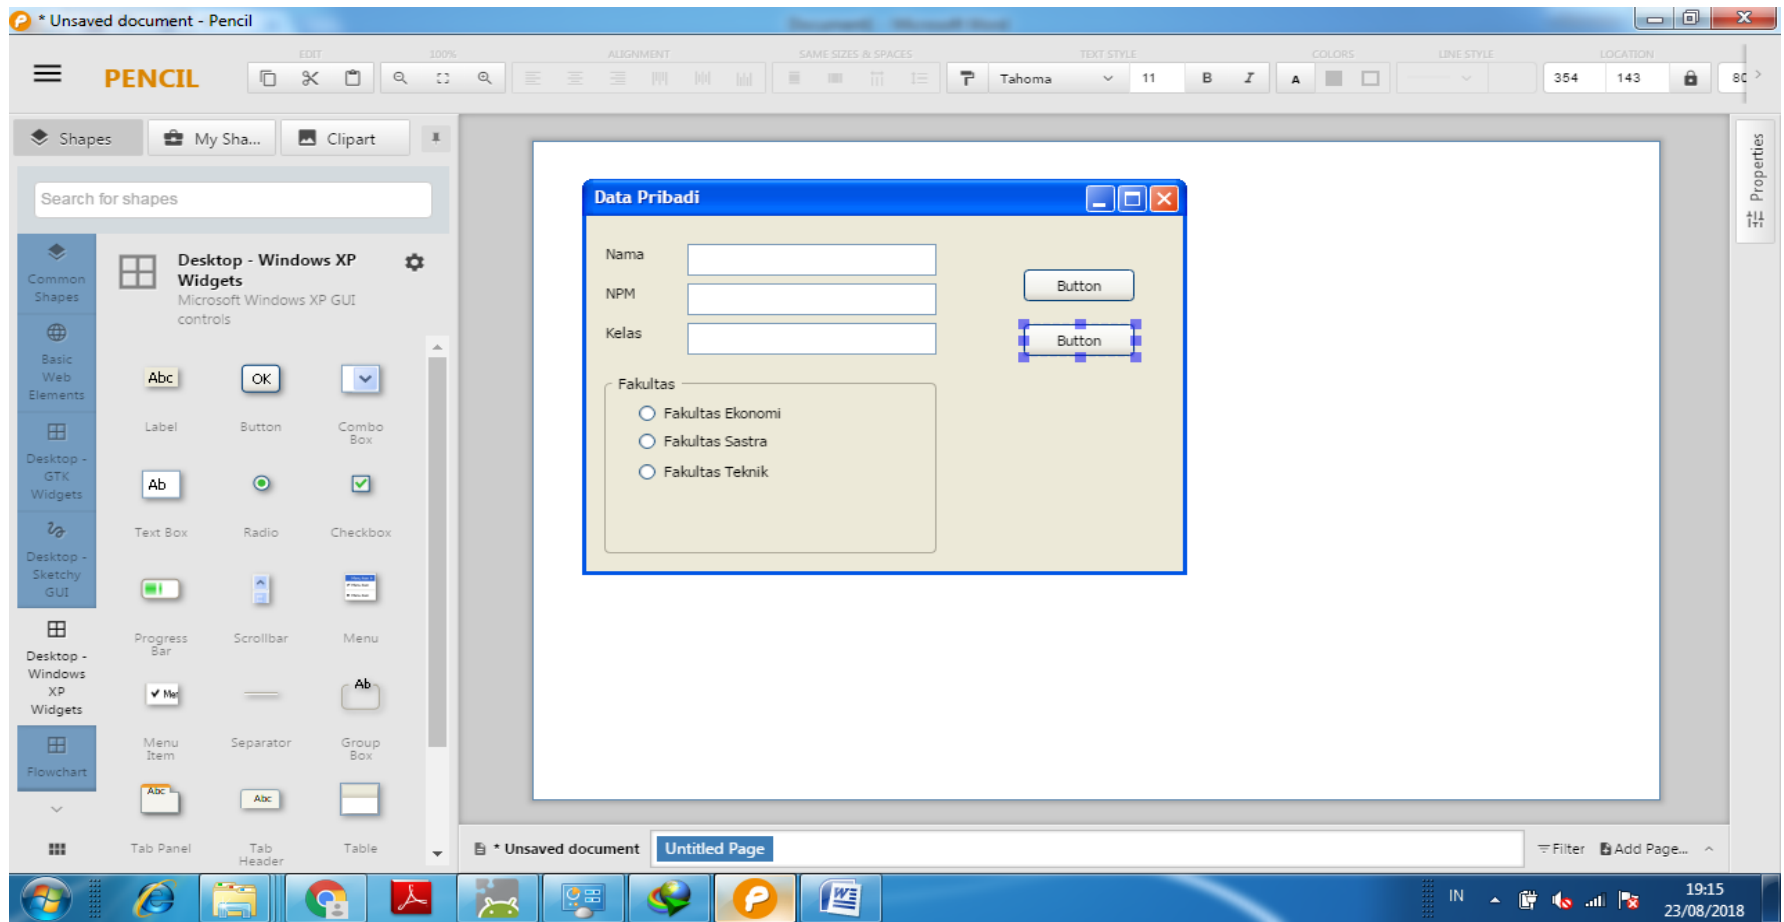 * Unsaved document - Pencil
EDIT
100%
ALIGNMENT
SAME SIZES & SPACES
TEXT STYLE
COLORS
LINE STYLE
LOCATION
PENCIL
Tahoma
11
B
I
A
354
143
80
Shapes
My Sha...
Clipart
Search for shapes
Common
Shapes
Basic
Web
Elements
Desktop -
GTK
Widgets
Desktop -
Sketchy
GUI
Desktop -
Windows
XP
Widgets
Flowchart
Desktop - Windows XP
Widgets
Microsoft Windows XP GUI
controls
Abc
OK
Label
Button
Combo
Box
Ab
Text Box
Radio
Checkbox
Progress
Bar
Scrollbar
Menu
Ab
Menu
Item
Separator
Group
Box
Abc
Abc
Tab Panel
Tab
Header
Table
Data Pribadi
Nama
NPM
Kelas
Button
Button
Fakultas
Fakultas Ekonomi
Fakultas Sastra
Fakultas Teknik
Properties
* Unsaved document
Untitled Page
Filter
Add Page...
IN
19:15
23/08/2018